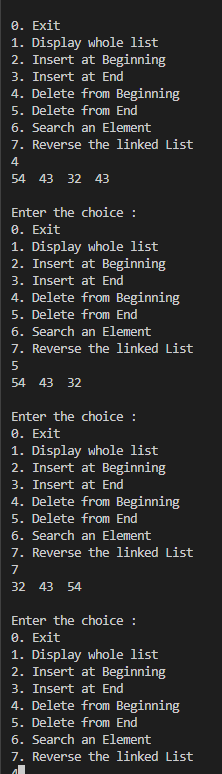 0. Exit
1. Display whole list
2. Insert at Beginning
3. Insert at End
4. Delete from Beginning
5. Delete from End
6. Search an Element
7. Reverse the linked List
4
54  43  32  43
Enter the choice :
0. Exit
1. Display whole list
2. Insert at Beginning
3. Insert at End
4. Delete from Beginning
5. Delete from End
6. Search an Element
7. Reverse the linked List
5
54  43  32
Enter the choice :
0. Exit
1. Display whole list
2. Insert at Beginning
3. Insert at End
4. Delete from Beginning
5. Delete from End
6. Search an Element
7. Reverse the linked List
7
32  43  54
Enter the choice :
0. Exit
1. Display whole list
2. Insert at Beginning
3. Insert at End
4. Delete from Beginning
5. Delete from End
6. Search an Element
7. Reverse the linked List